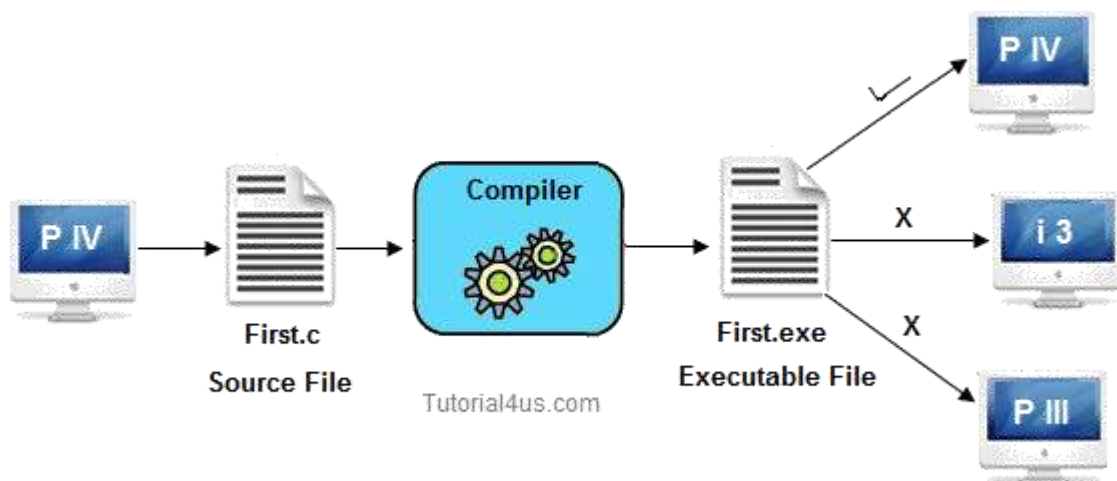 P IV
First.c
Source File
Compiler
Tutorial4us.com
First.exe
Executable File
P IV
X
i 3
X
P III